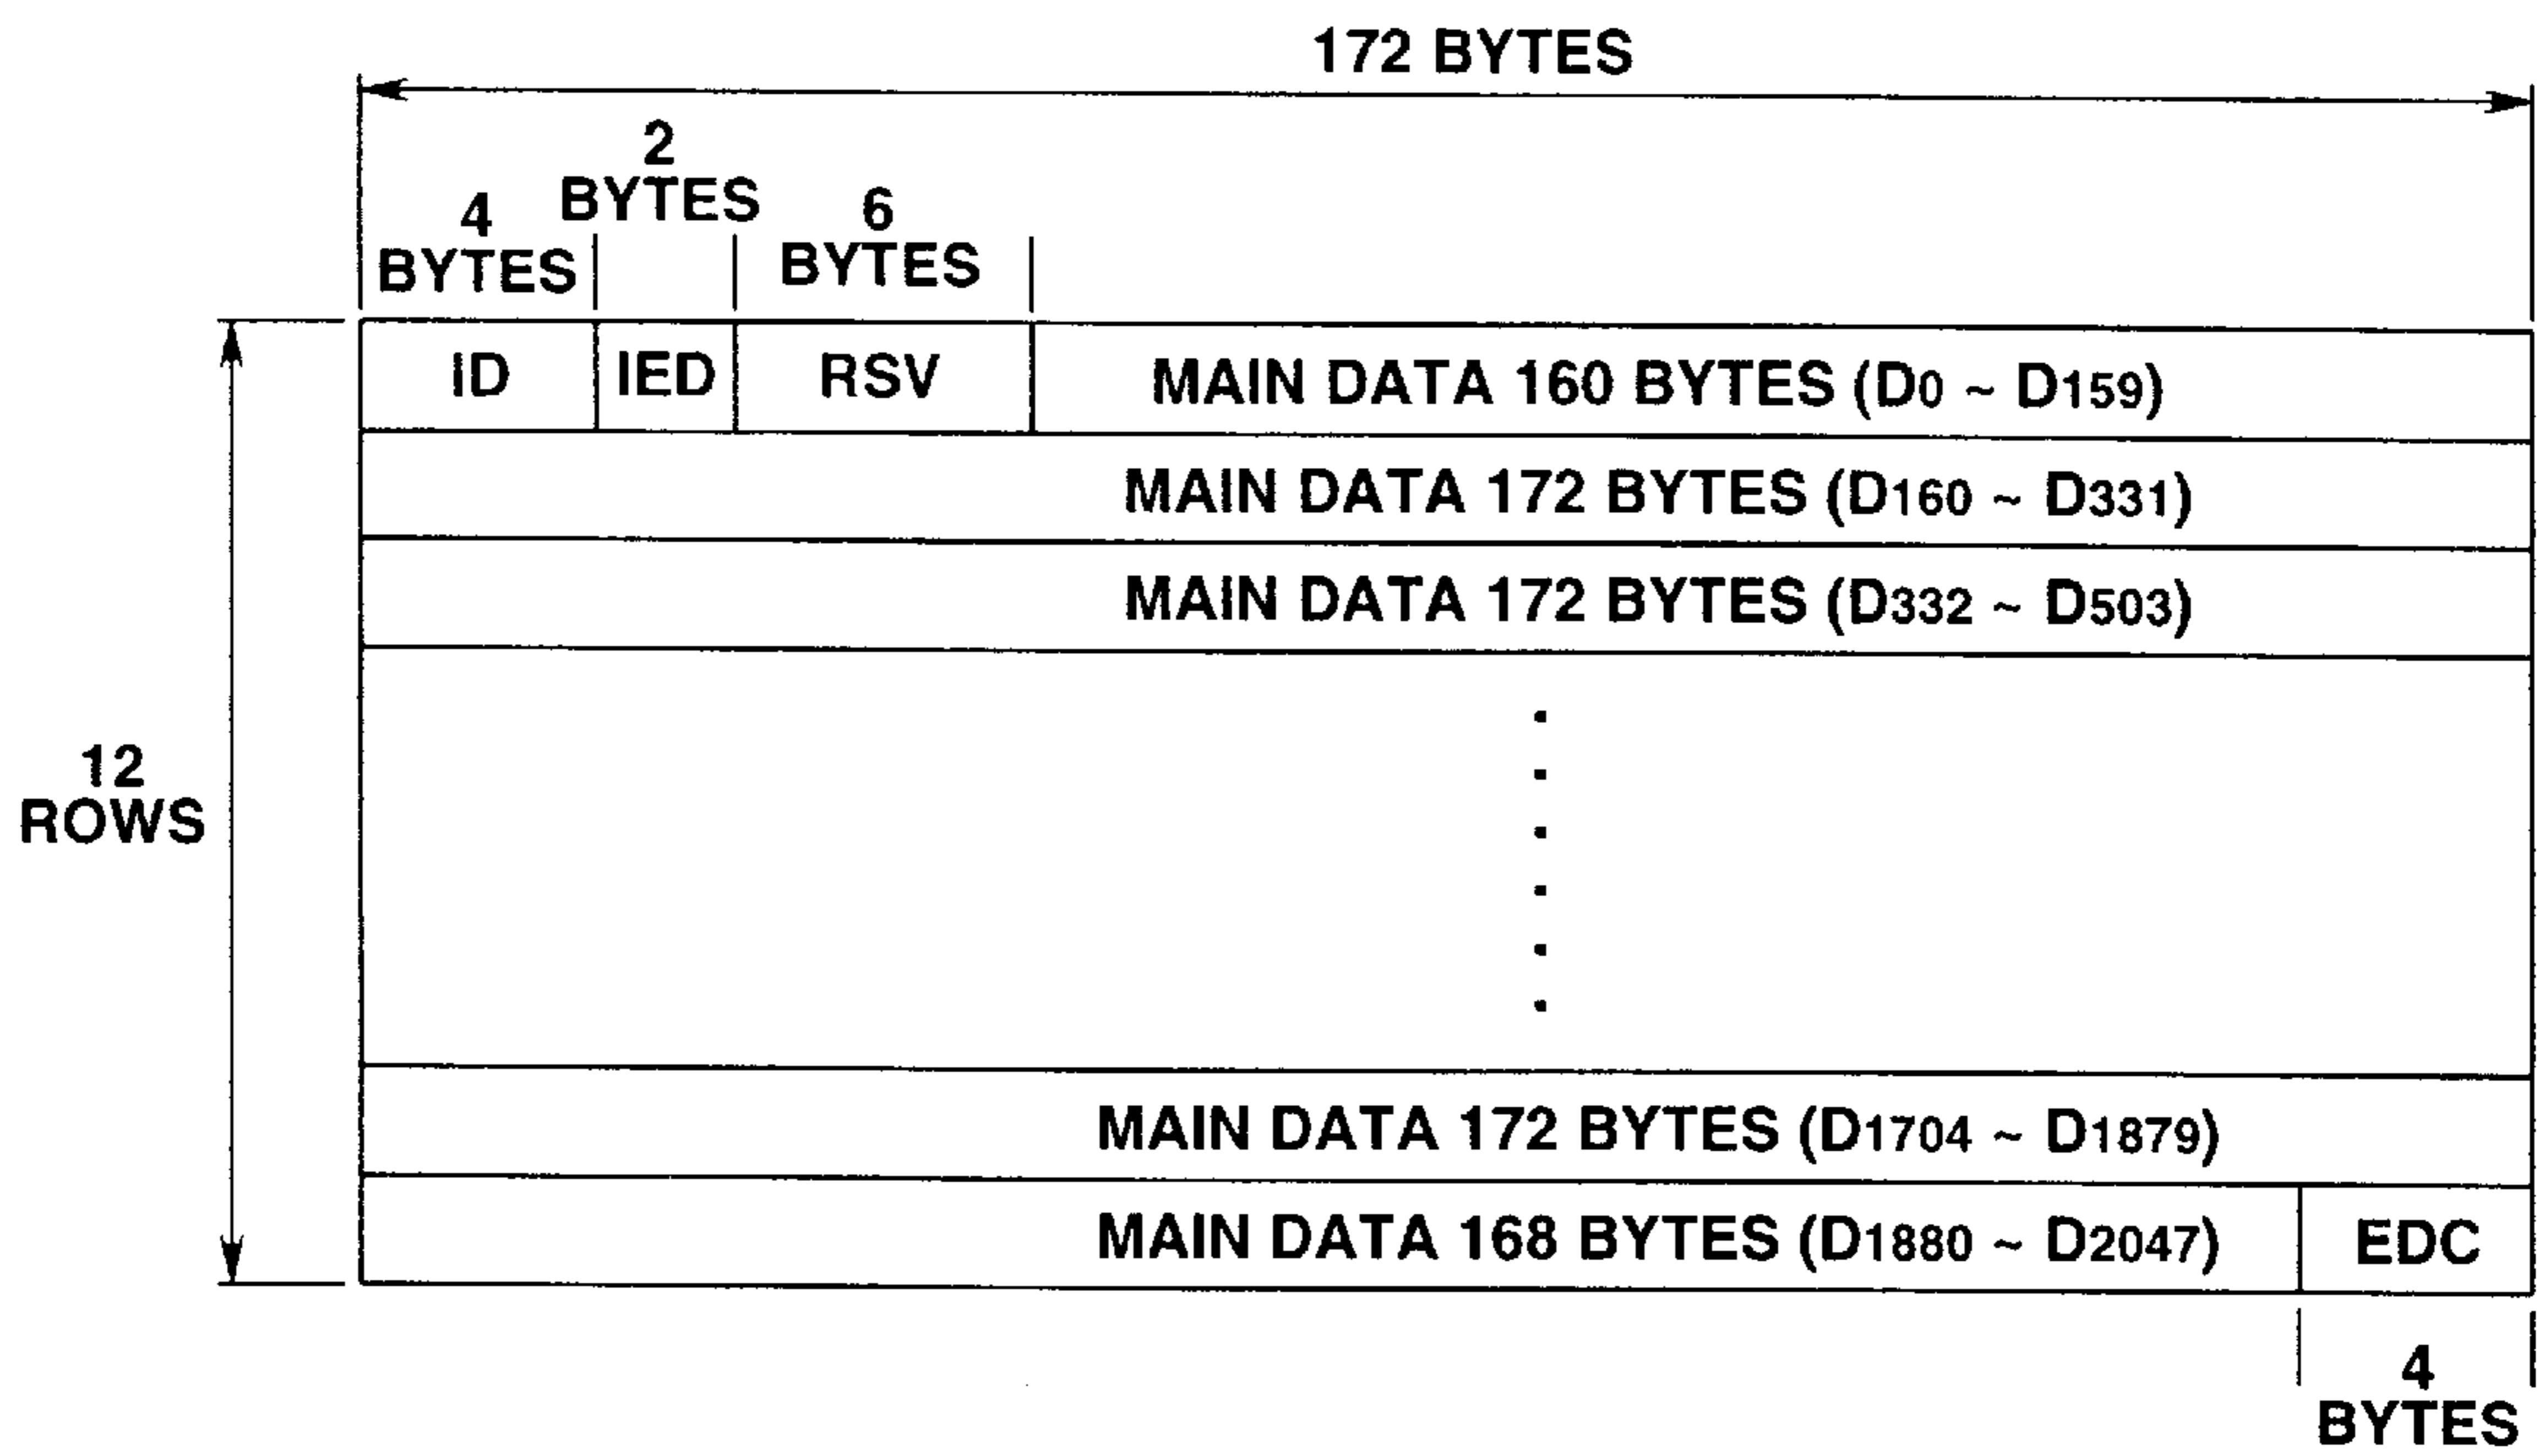 172 BYTES
2
BYTES
4
BYTES
6
BYTES
ID IED RSV MAIN DATA 160 BYTES (D0 ~ D159)
MAIN DATA 172 BYTES (D160 ~ D331)
MAIN DATA 172 BYTES (D332 ~ D503)
12
ROWS
MAIN DATA 172 BYTES (D1704 ~ D1879)
MAIN DATA 168 BYTES (D1880 ~ D2047) EDC
4
BYTES